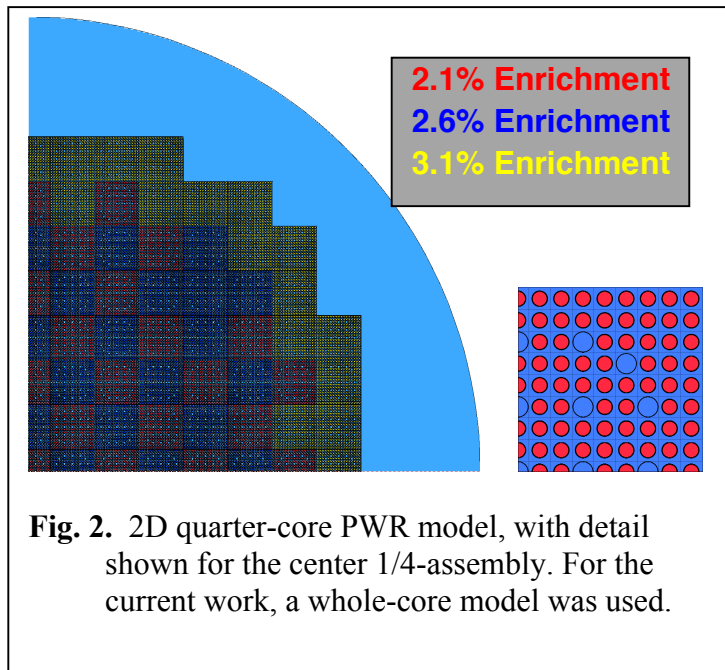 2.1% Enrichment
2.6% Enrichment
3.1% Enrichment
Fig. 2. 2D quarter-core PWR model, with detail
shown for the center 1/4-assembly. For the
current work, a whole-core model was used.